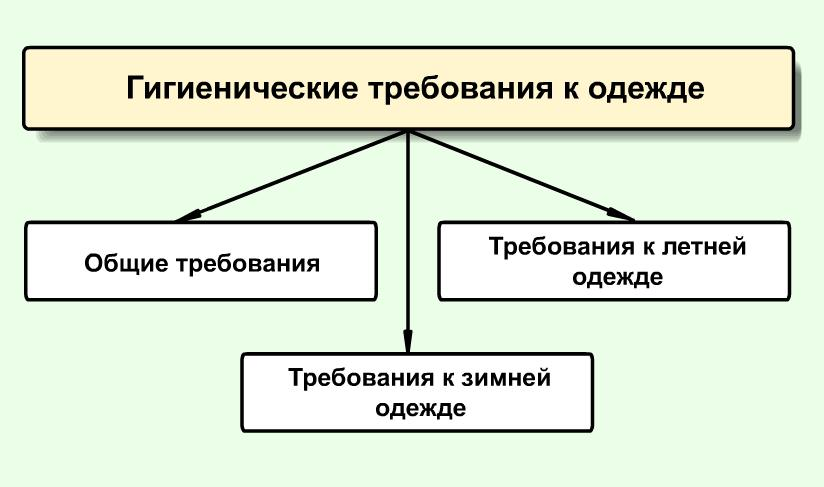 Гигиенические требования к одежде
Общие требования
Требования к летней
одежде
Требования к зимней
одежде